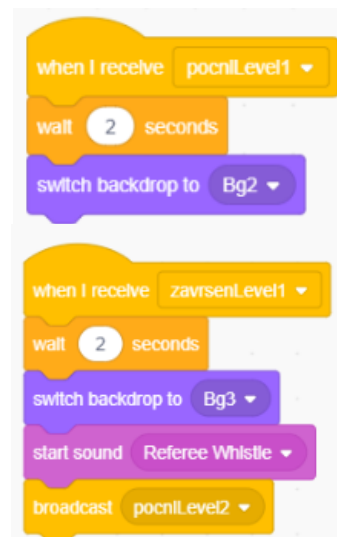 when I receive pocniLevel1
wait 2 seconds
switch backdrop to Bg2
when I receive zavrsenLevel1
wait 2 seconds
switch backdrop to Bg3
start sound Referee Whistle
broadcast pocniLevel2